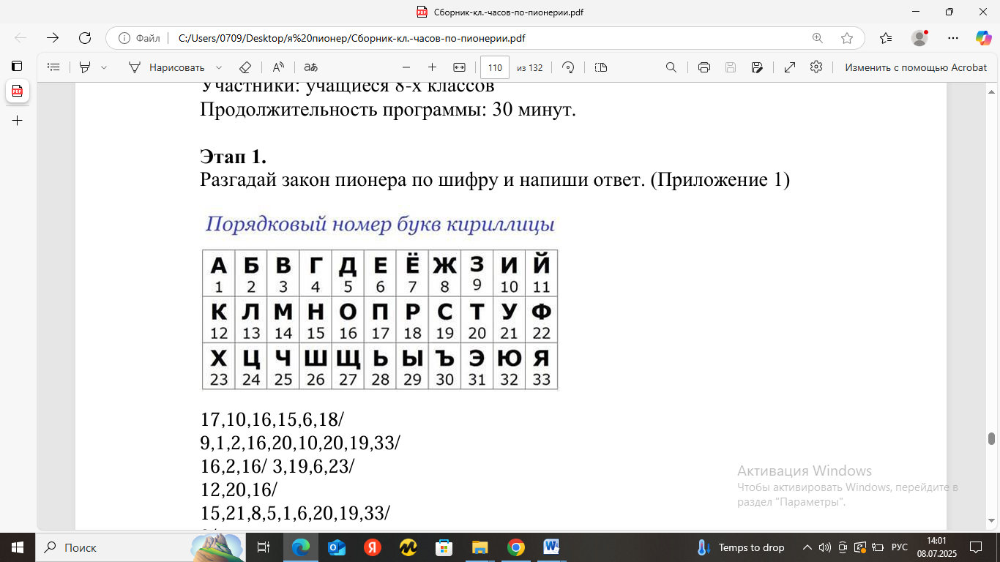 Сборник-кл.-часов-по-пионерии.pdf
Файл C:/Users/0709/Desktop/я%20пионер/Сборник-кл.-часов-по-пионерии.pdf
Нарисовать 110 из 132 Изменить с помощью Acrobat
Участники: учащиеся 8-х классов
Продолжительность программы: 30 минут.
Этап 1.
Разгадай закон пионера по шифру и напиши ответ. (Приложение 1)
Порядковый номер букв кириллицы
А Б В Г Д Е Ё Ж З И Й
1 2 3 4 5 6 7 8 9 10 11
К Л М Н О П Р С Т У Ф
12 13 14 15 16 17 18 19 20 21 22
Х Ц Ч Ш Щ Ь Ы Ъ Э Ю Я
23 24 25 26 27 28 29 30 31 32 33
17,10,16,15,6,18/
9,1,2,16,20,10,20,19,33/
16,2,16/ 3,19,6,23/
12,20,16/
15,21,8,5,1,6,20,19,33/
Активация Windows
Чтобы активировать Windows, перейдите в
раздел "Параметры".
Поиск
Temps to drop
РУС
14:01
08.07.2025